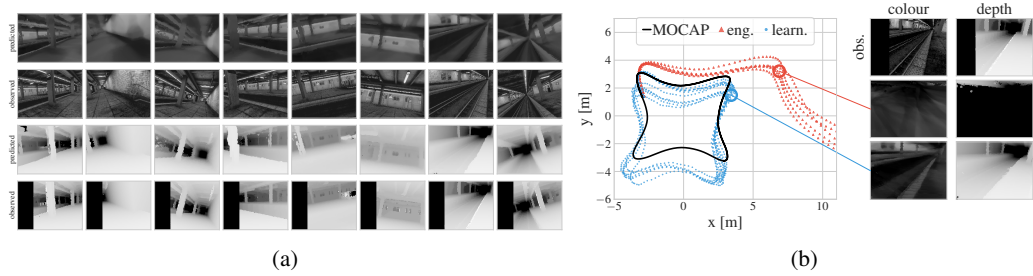 predicted
observed
predicted
observed
(a)
MOCAP eng. learn.
y [m]
6
4
2
0
−2
−4
−6
−5 0 5 10
x [m]
colour depth
obs.
(b)